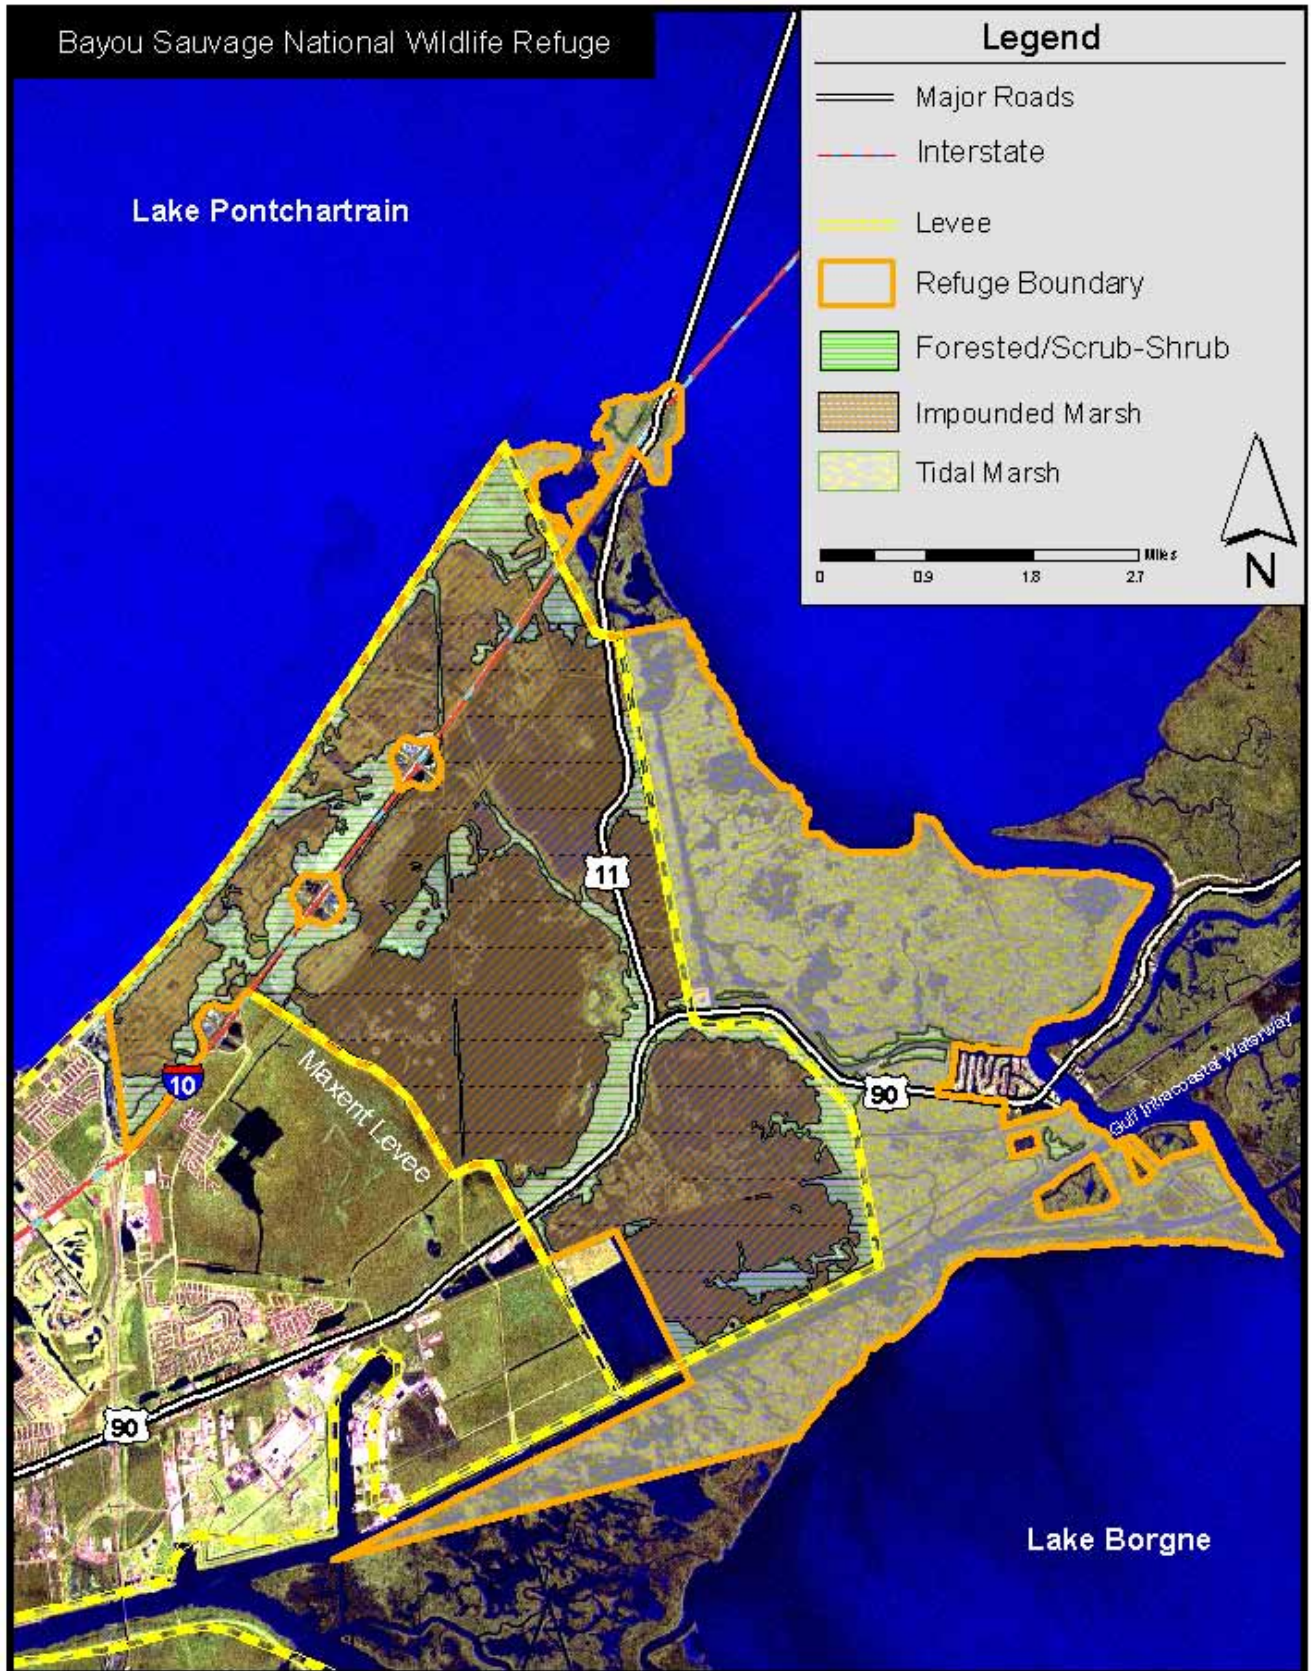 Bayou Sauvage National Wildlife Refuge
Legend
Major Roads
Interstate
Levee
Refuge Boundary
Forested/Scrub-Shrub
Impounded Marsh
Tidal Marsh
Miles
0 0.9 1.8 2.7
N
Lake Pontchartrain
11
10
Maxent Levee
90
Gulf Intracoastal Waterway
90
Lake Borgne